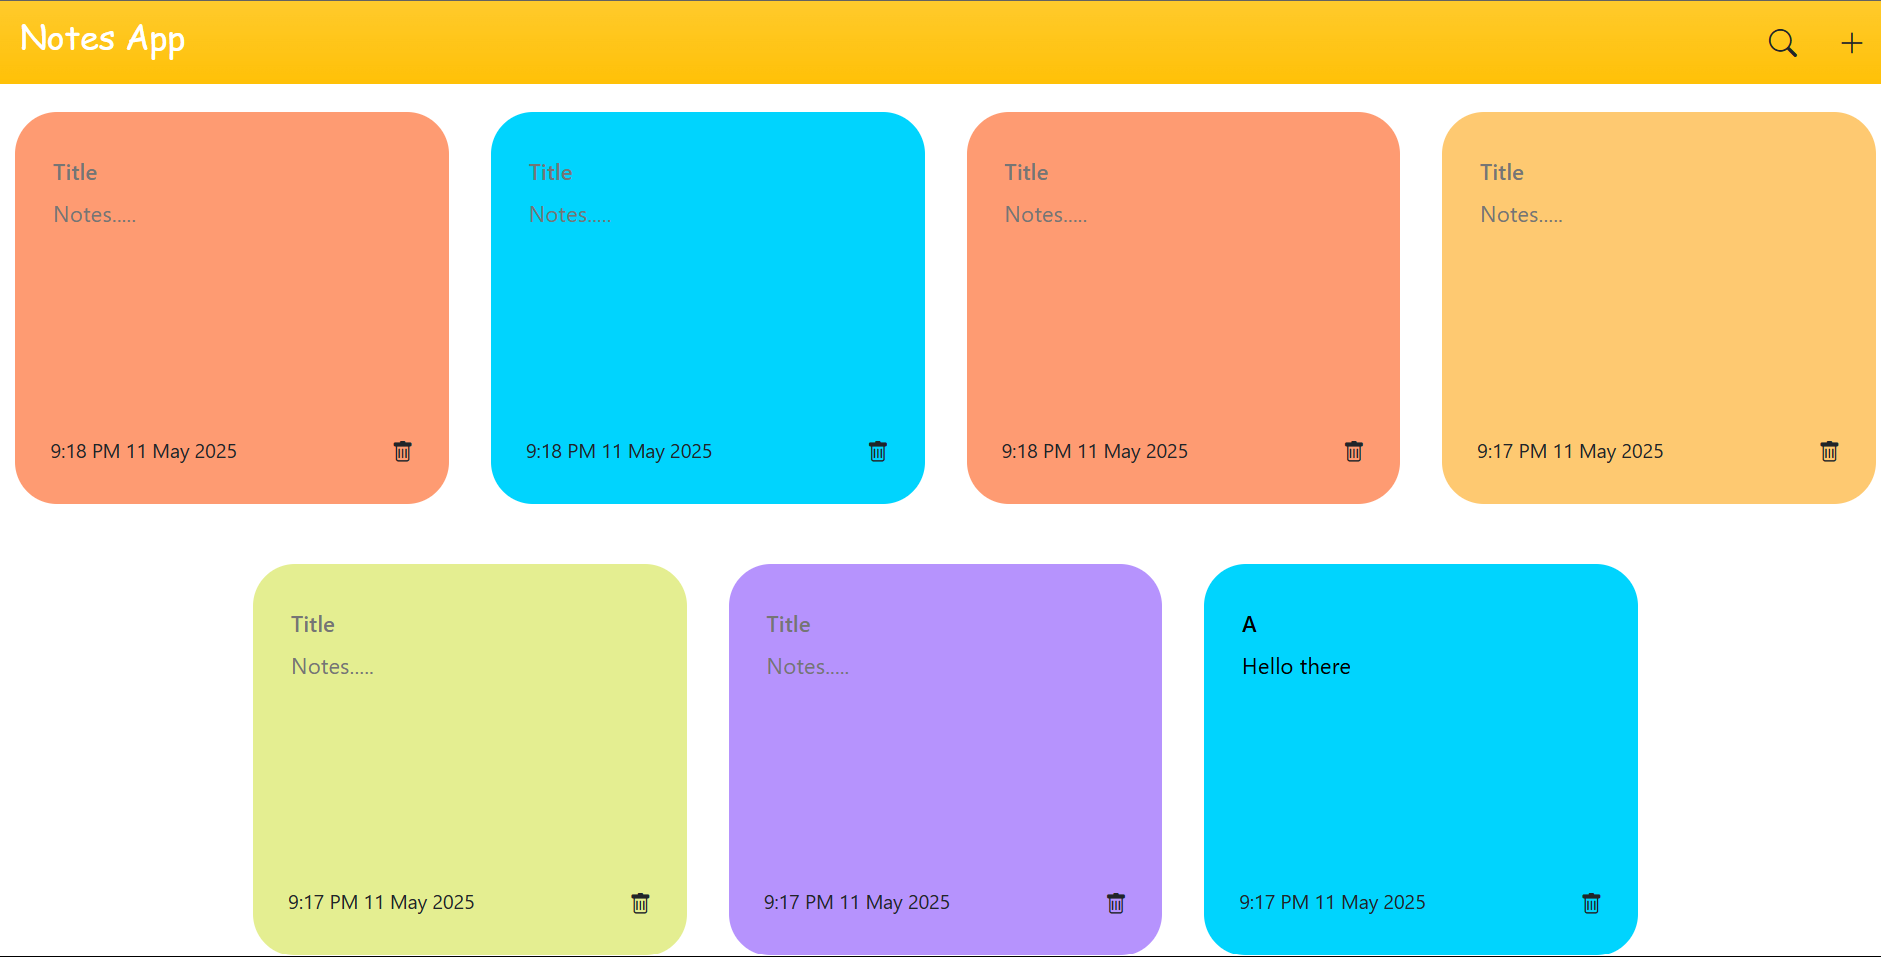 Notes App
Title
Notes.....
9:18 PM 11 May 2025
Title
Notes.....
9:18 PM 11 May 2025
Title
Notes.....
9:18 PM 11 May 2025
Title
Notes.....
9:17 PM 11 May 2025
Title
Notes.....
9:17 PM 11 May 2025
Title
Notes.....
9:17 PM 11 May 2025
A
Hello there
9:17 PM 11 May 2025